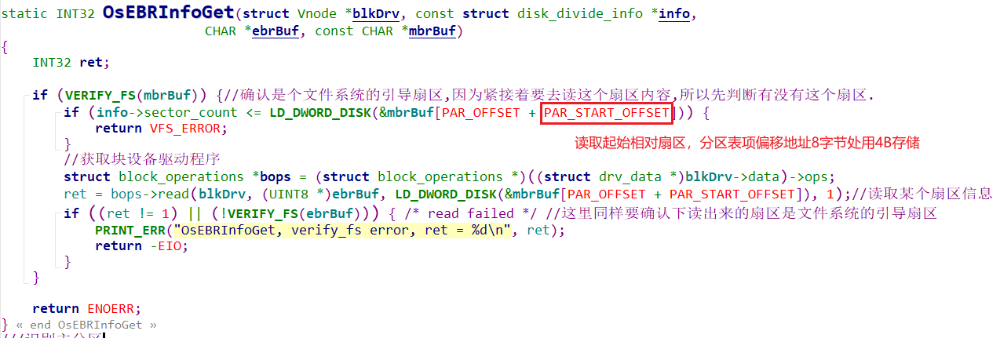 static INT32 OsEBRInfoGet(struct Vnode *blkDrv, const struct disk_divide_info *info,
CHAR *ebrBuf, const CHAR *mbrBuf)
{
INT32 ret;
if (VERIFY_FS(mbrBuf)) {//确认是个文件系统的引导扇区,因为紧接着要去读这个扇区内容,所以先判断有没有这个扇区.
if (info->sector_count <= LD_DWORD_DISK(&mbrBuf[PAR_OFFSET + PAR_START_OFFSET])) {
return VFS_ERROR;
}
读取起始相对扇区，分区表项偏移地址8字节处用4B存储
//获取块设备驱动程序
struct block_operations *bops = (struct block_operations *)((struct drv_data *)blkDrv->data)->ops;
ret = bops->read(blkDrv, (UINT8 *)ebrBuf, LD_DWORD_DISK(&mbrBuf[PAR_OFFSET + PAR_START_OFFSET]), 1);//读取某个扇区信息
if ((ret != 1) || (!VERIFY_FS(ebrBuf))) { /* read failed */ //这里同样要确认下读出来的扇区是文件系统的引导扇区
PRINT_ERR("OsEBRInfoGet, verify_fs error, ret = %d\n", ret);
return -EIO;
}
}
return ENOERR;
} « end OsEBRInfoGet »